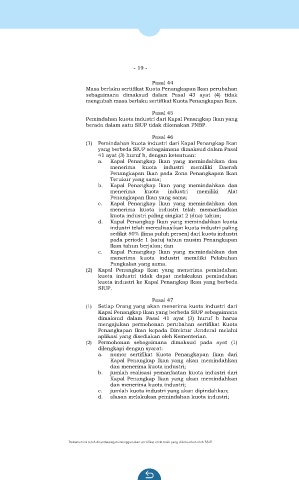 - 19 -
Pasal 44
Masa berlaku sertifikat Kuota Penangkapan Ikan perubahan
sebagaimana dimaksud dalam Pasal 43 ayat (4) tidak
mengubah masa berlaku sertifikat Kuota Penangkapan Ikan.
Pasal 45
Pemindahan kuota industri dari Kapal Penangkap Ikan yang
berada dalam satu SIUP tidak dikenakan PNBP.
Pasal 46
(1) Pemindahan kuota industri dari Kapal Penangkap Ikan
yang berbeda SIUP sebagaimana dimaksud dalam Pasal
41 ayat (3) huruf b, dengan ketentuan:
a. Kapal Penangkap Ikan yang memindahkan dan
menerima kuota industri memiliki Daerah
Penangkapan Ikan pada Zona Penangkapan Ikan
Terukur yang sama;
b. Kapal Penangkap Ikan yang memindahkan dan
menerima kuota industri memiliki Alat
Penangkapan Ikan yang sama;
c. Kapal Penangkap Ikan yang memindahkan dan
menerima kuota industri telah memanfaatkan
kuota industri paling singkat 2 (dua) tahun;
d. Kapal Penangkap Ikan yang memindahkan kuota
industri telah merealisasikan kuota industri paling
sedikit 50% (lima puluh persen) dari kuota industri
pada periode 1 (satu) tahun musim Penangkapan
Ikan tahun berjalan; dan
e. Kapal Penangkap Ikan yang memindahkan dan
menerima kuota industri memiliki Pelabuhan
Pangkalan yang sama.
(2) Kapal Penangkap Ikan yang menerima pemindahan
kuota industri tidak dapat melakukan pemindahan
kuota industri ke Kapal Penangkap Ikan yang berbeda
SIUP.
Pasal 47
(1) Setiap Orang yang akan menerima kuota industri dari
Kapal Penangkap Ikan yang berbeda SIUP sebagaimana
dimaksud dalam Pasal 41 ayat (3) huruf b harus
mengajukan permohonan perubahan sertifikat Kuota
Penangkapan Ikan kepada Direktur Jenderal melalui
aplikasi yang disediakan oleh Kementerian.
(2) Permohonan sebagaimana dimaksud pada ayat (1)
dilengkapi dengan syarat:
a. nomor sertifikat Kuota Penangkapan Ikan dari
Kapal Penangkap Ikan yang akan memindahkan
dan menerima kuota industri;
b. jumlah realisasi pemanfaatan kuota industri dari
Kapal Penangkap Ikan yang akan memindahkan
dan menerima kuota industri;
c. jumlah kuota industri yang akan dipindahkan;
d. alasan melakukan pemindahan kuota industri;